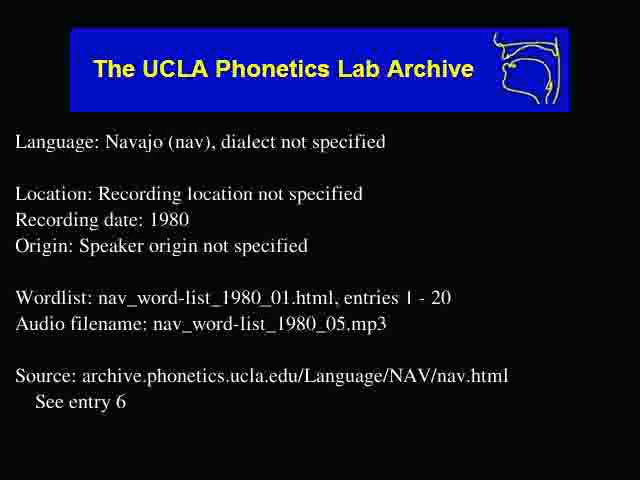 The UCLA Phonetics Lab Archive
Language: Navajo (nav), dialect not specified
Location: Recording location not specified
Recording date: 1980
Origin: Speaker origin not specified
Wordlist: nav_word-list_1980_01.html, entries 1 - 20
Audio filename: nav_word-list_1980_05.mp3
Source: archive.phonetics.ucla.edu/Language/NAV/nav.html
See entry 6